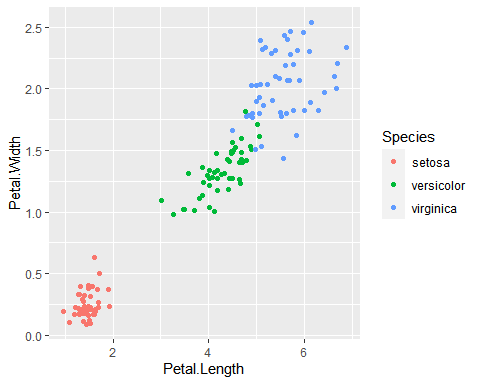 2.5
2.0
1.5
1.0
0.5
0.0
Petal.Width
2
4
6
Petal.Length
Species
setosa
versicolor
virginica